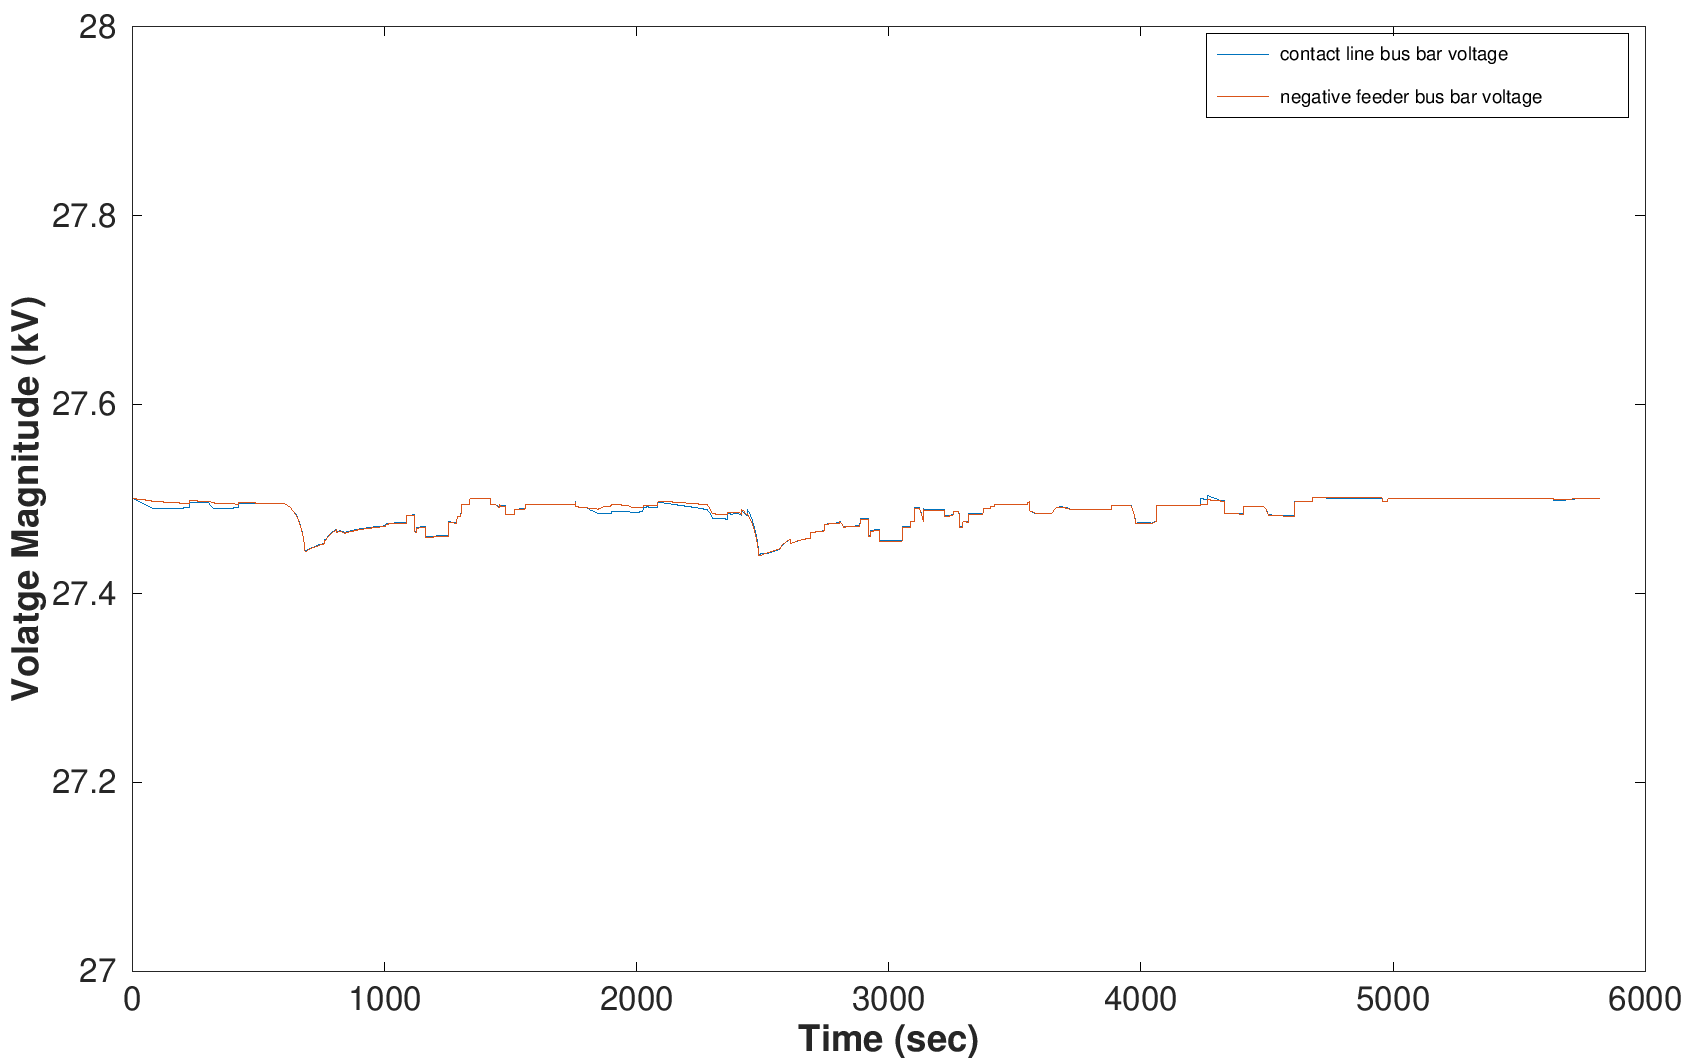 28
27.8
27.6
27.4
27.2
27
0 1000 2000 3000 4000 5000 6000
Time (sec)
Volatge Magnitude (kV)
contact line bus bar voltage
negative feeder bus bar voltage